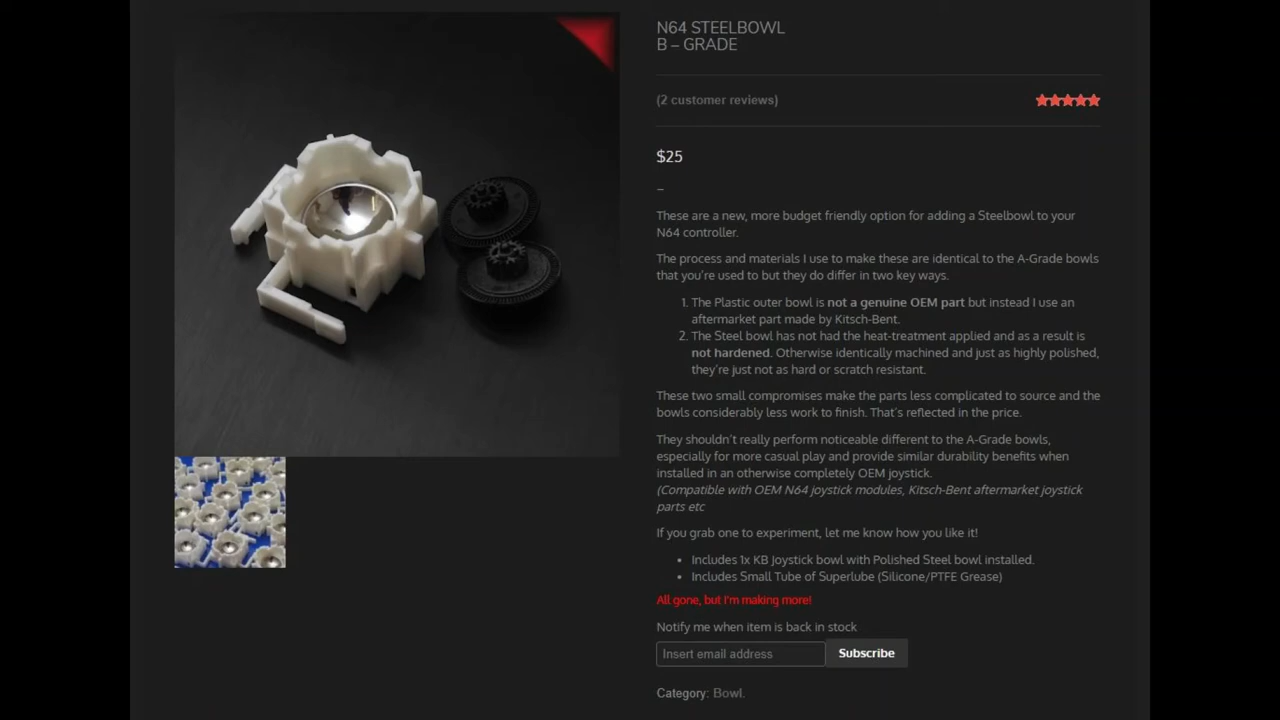 N64 STEELBOWL
B – GRADE
(2 customer reviews)
$25
–
These are a new, more budget friendly option for adding a Steelbowl to your
N64 controller.
The process and materials I use to make these are identical to the A-Grade bowls
that you're used to but they do differ in two key ways.
1. The Plastic outer bowl is not a genuine OEM part but instead I use an
aftermarket part made by Kitsch-Bent.
2. The Steel bowl has not had the heat-treatment applied and as a result is
not hardened. Otherwise identically machined and just as highly polished,
they're just not as hard or scratch resistant.
These two small compromises make the parts less complicated to source and the
bowls considerably less work to finish. That's reflected in the price.
They shouldn't really perform noticeable different to the A-Grade bowls,
especially for more casual play and provide similar durability benefits when
installed in an otherwise completely OEM joystick.
(Compatible with OEM N64 joystick modules, Kitsch-Bent aftermarket joystick
parts etc
If you grab one to experiment, let me know how you like it!
• Includes 1x KB Joystick bowl with Polished Steel bowl installed.
• Includes Small Tube of Superlube (Silicone/PTFE Grease)
All gone, but I'm making more!
Notify me when item is back in stock
Insert email address
Subscribe
Category: Bowl.